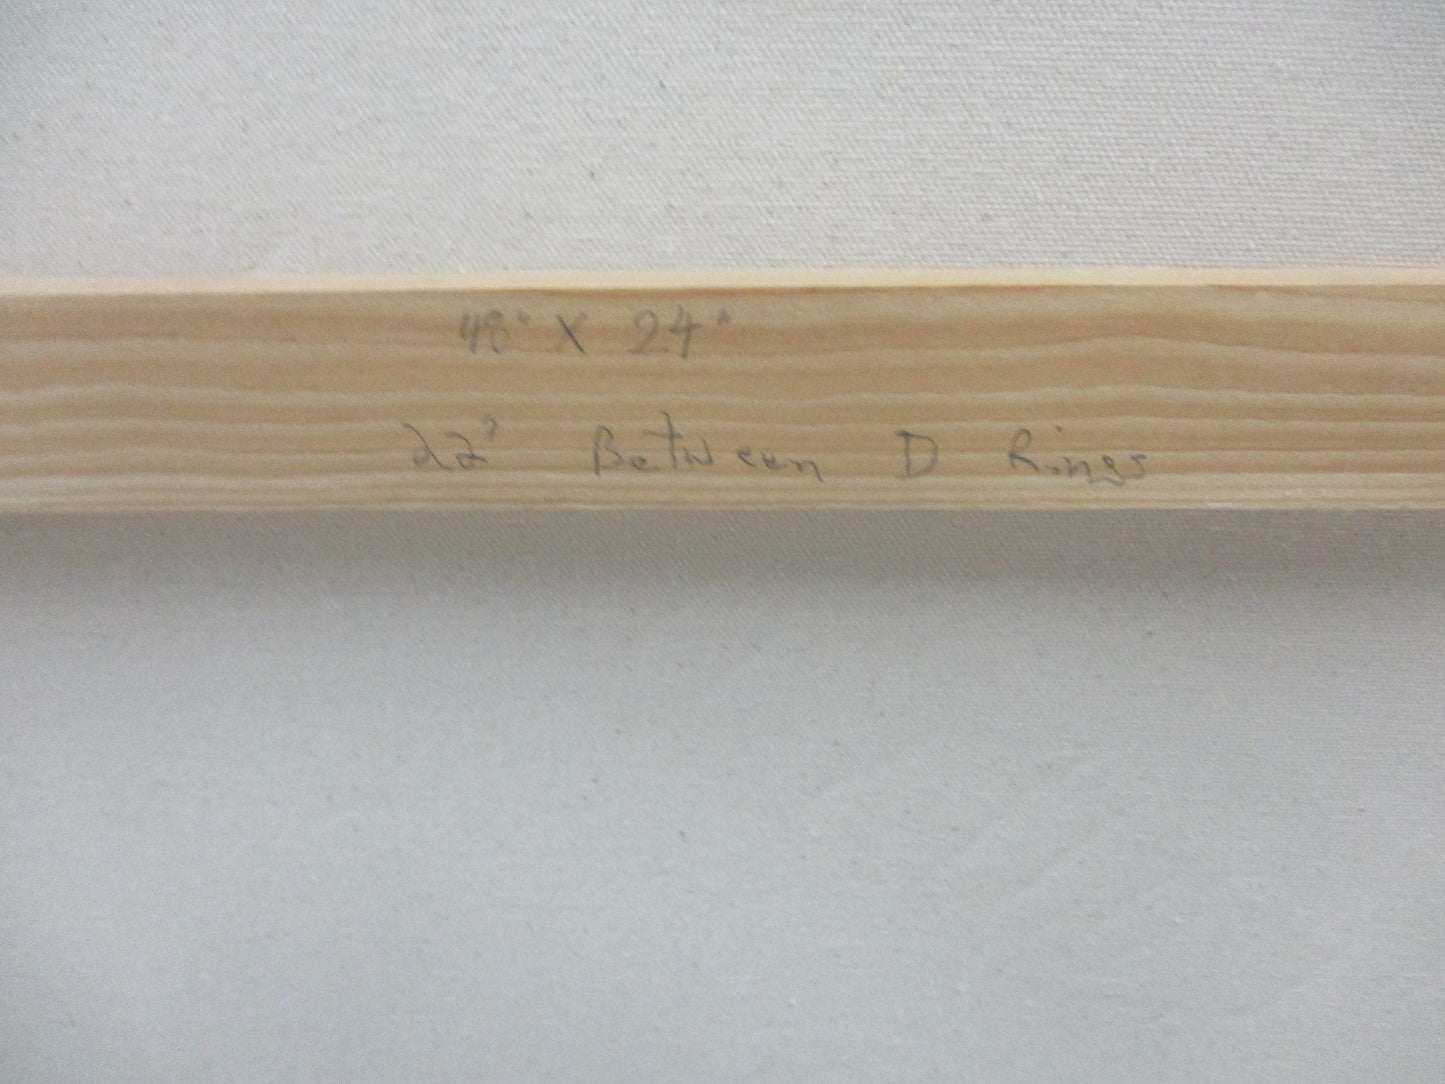 48" X 24"
22" Between D Rings